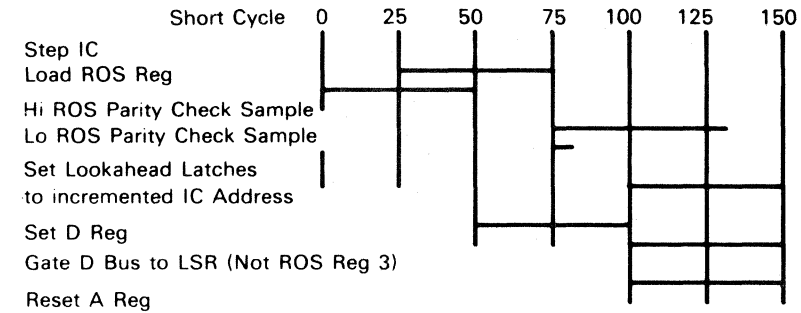 Short Cycle 0 25 50 75 100 125 150
Step IC
Load ROS Reg
Hi ROS Parity Check Sample
Lo ROS Parity Check Sample
Set Lookahead Latches
to incremented IC Address
Set D Reg
Gate D Bus to LSR (Not ROS Reg 3)
Reset A Reg